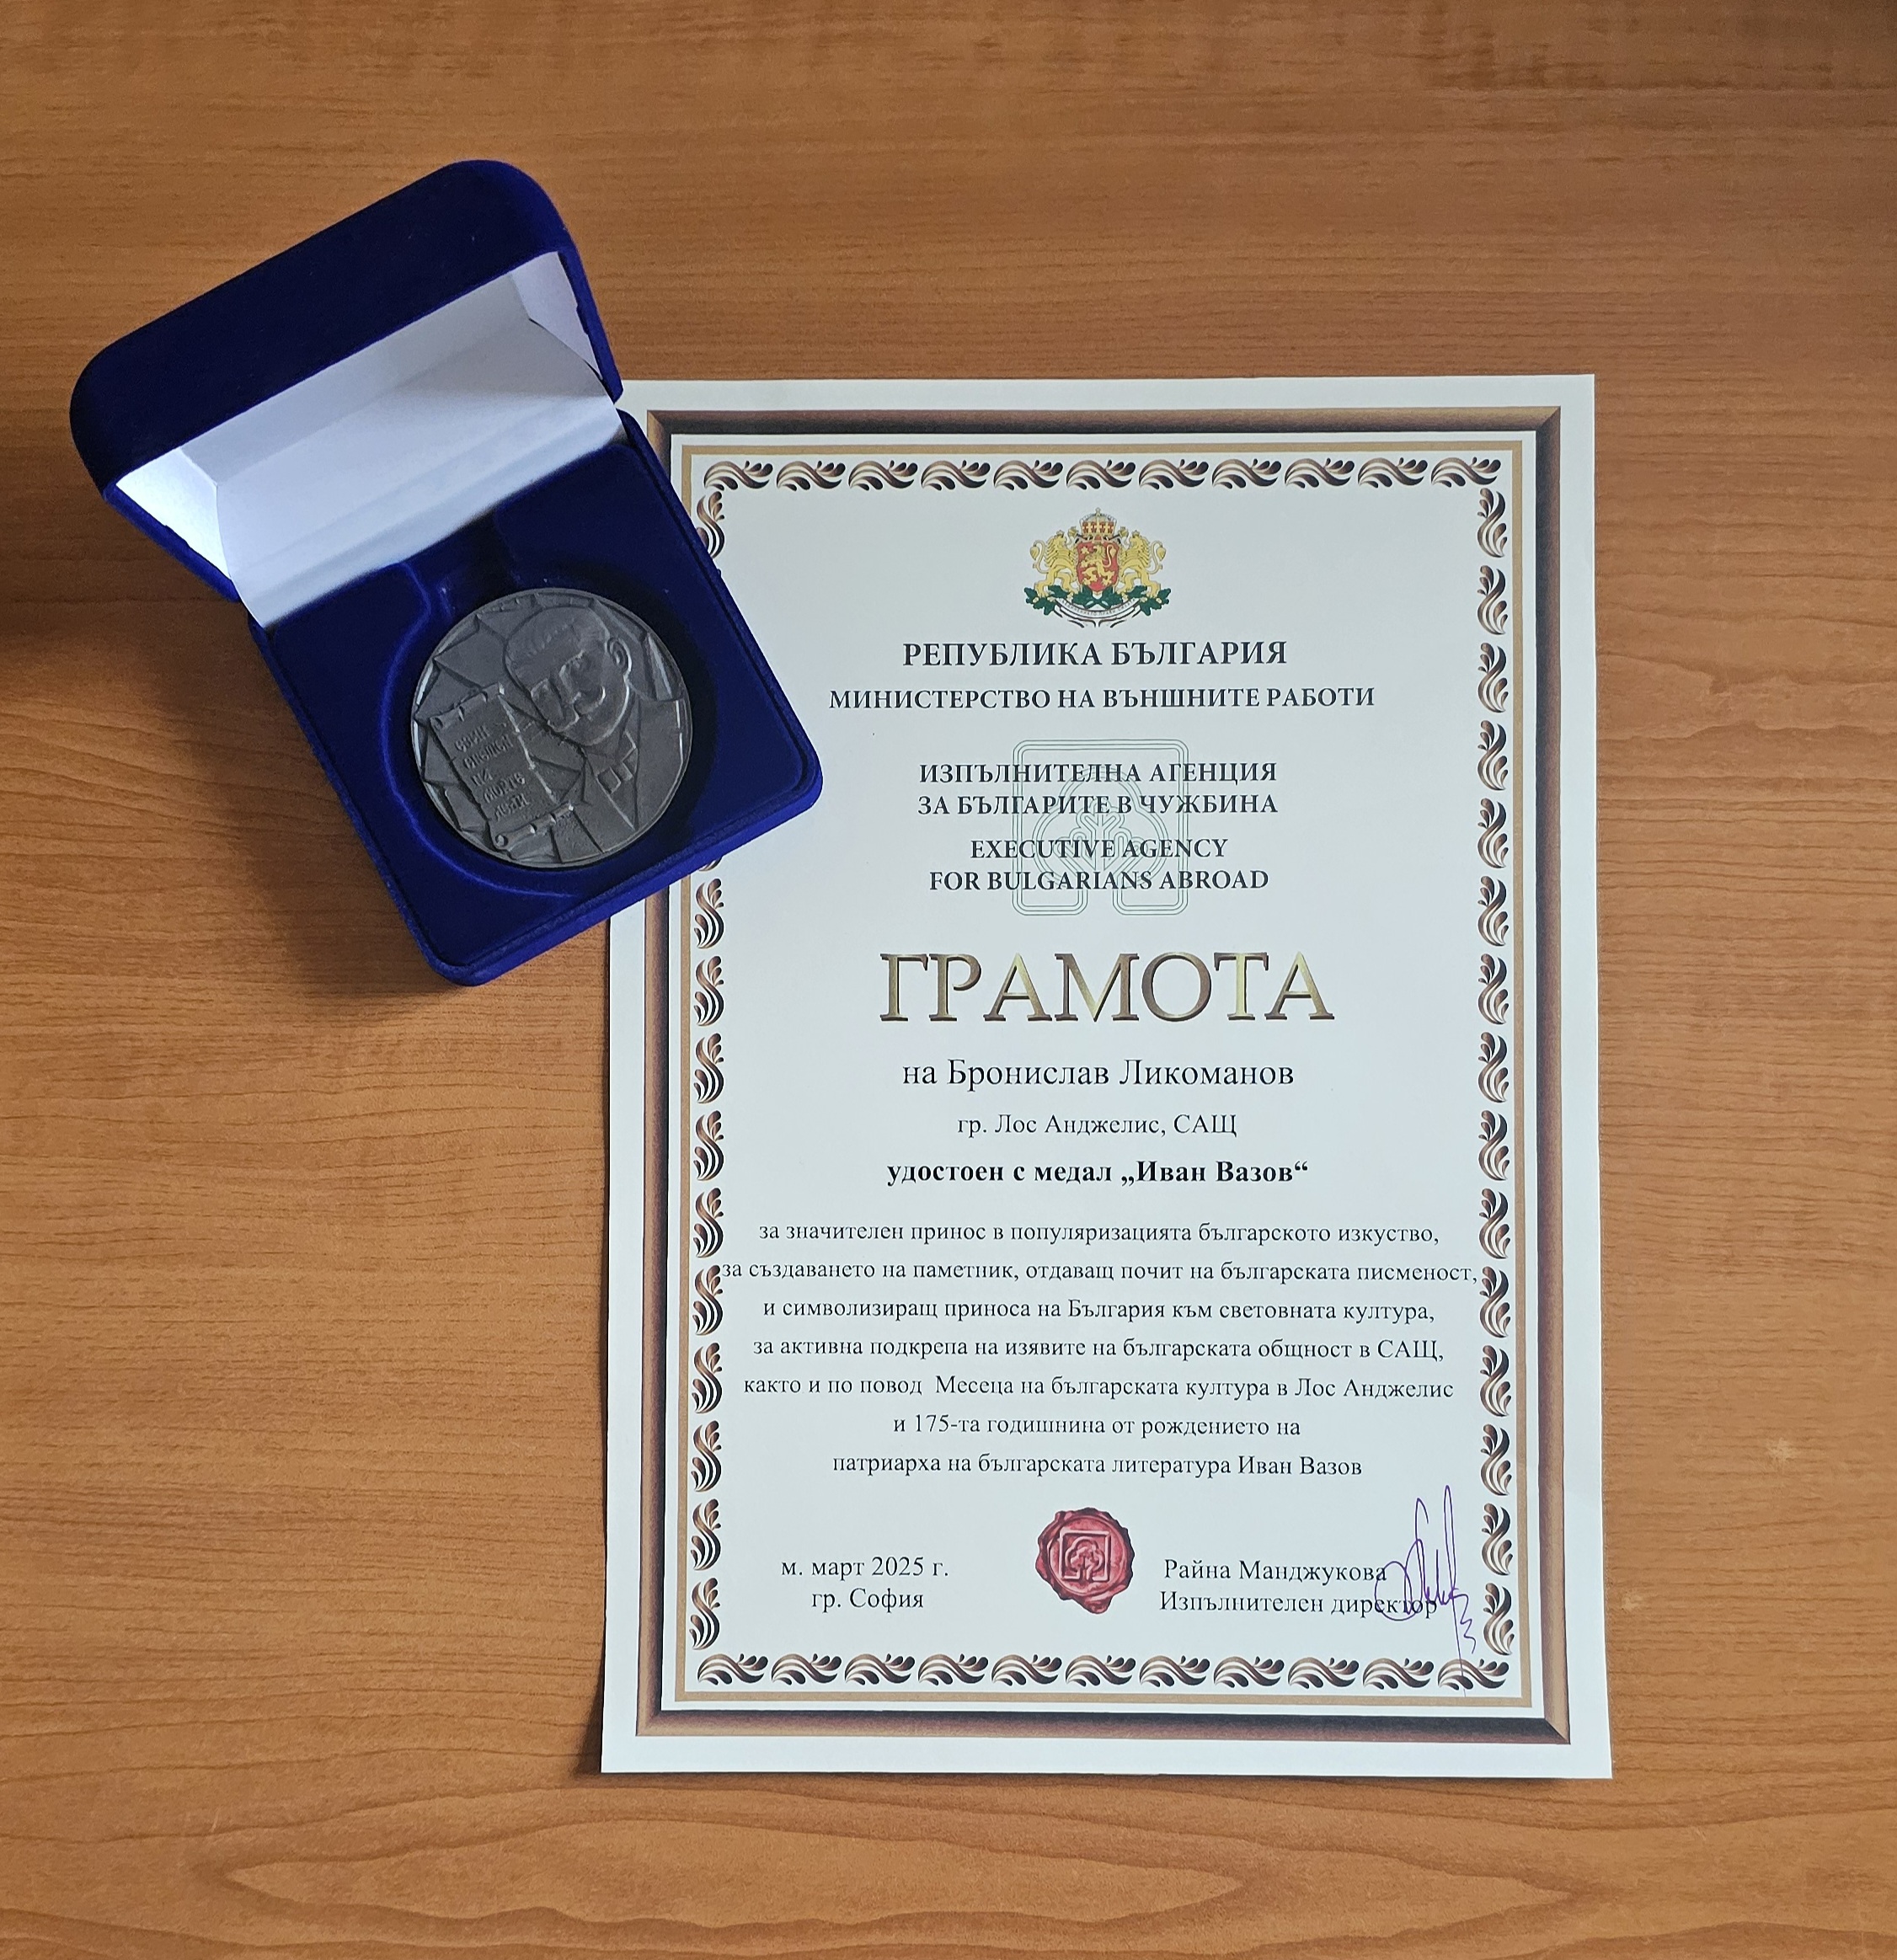 РЕПУБЛИКА БЪЛГАРИЯ
МИНИСТЕРСТВО НА ВЪНШНИТЕ РАБОТИ
ИЗПЪЛНИТЕЛНА АГЕНЦИЯ
ЗА БЪЛГАРИТЕ В ЧУЖБИНА
EXECUTIVE AGENCY
FOR BULGARIANS ABROAD
ГРАМОТА
на Бронислав Ликоманов
гр. Лос Анджелис, САЩ
удостоен с медал „Иван Вазов“
за значителен принос в популяризацията българското изкуство,
за създаването на паметник, отдаващ почит на българската писменост,
и символизиращ приноса на България към световната култура,
за активна подкрепа на изявите на българската общност в САЩ,
както и по повод Месеца на българската култура в Лос Анджелис
и 175-та годишнина от рождението на
патриарха на българската литература Иван Вазов
м. март 2025 г.
гр. София
Райна Манджукова
Изпълнителен директор